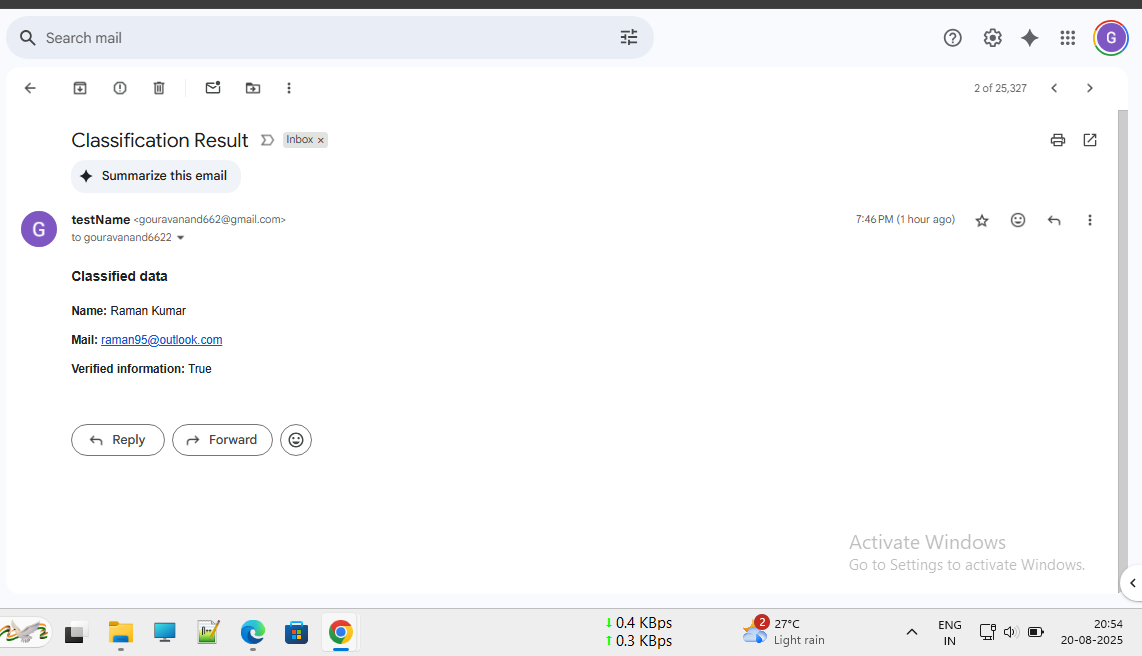 Search mail
G
2 of 25,327
Classification Result
Inbox ×
Summarize this email
G
testName <gouravanand662@gmail.com>
7:46 PM (1 hour ago)
to gouravanand6622
Classified data
Name: Raman Kumar
Mail: raman95@outlook.com
Verified information: True
Reply
Forward
Activate Windows
Go to Settings to activate Windows.
0.4 KBps
0.3 KBps
2
27°C
Light rain
ENG
IN
20:54
20-08-2025